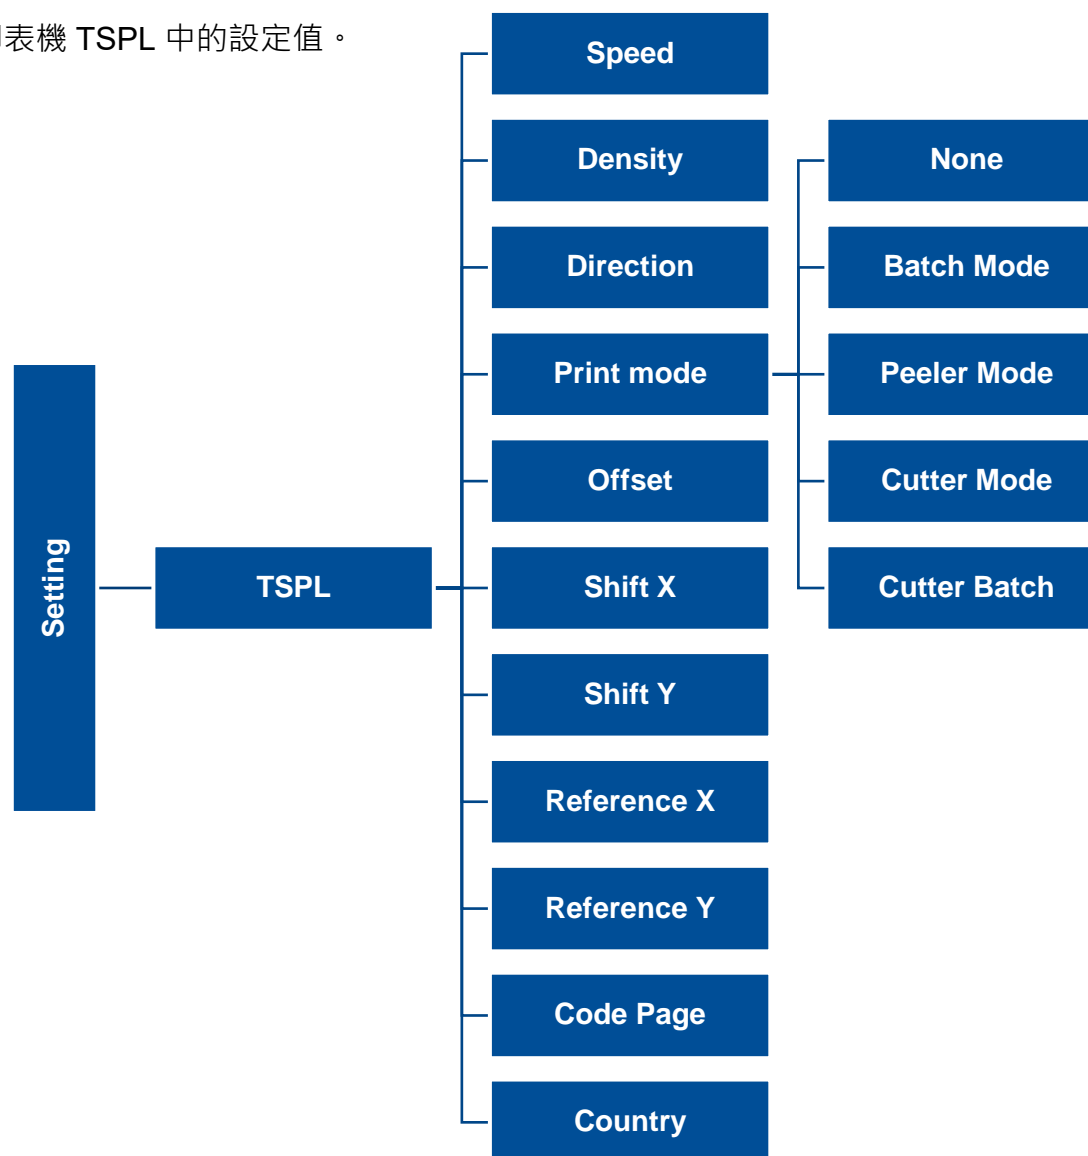 表機 TSPL 中的設定值。
Speed
Density
None
Direction
Batch Mode
Print mode
Peeler Mode
Offset
Cutter Mode
Setting
TSPL
Shift X
Cutter Batch
Shift Y
Reference X
Reference Y
Code Page
Country